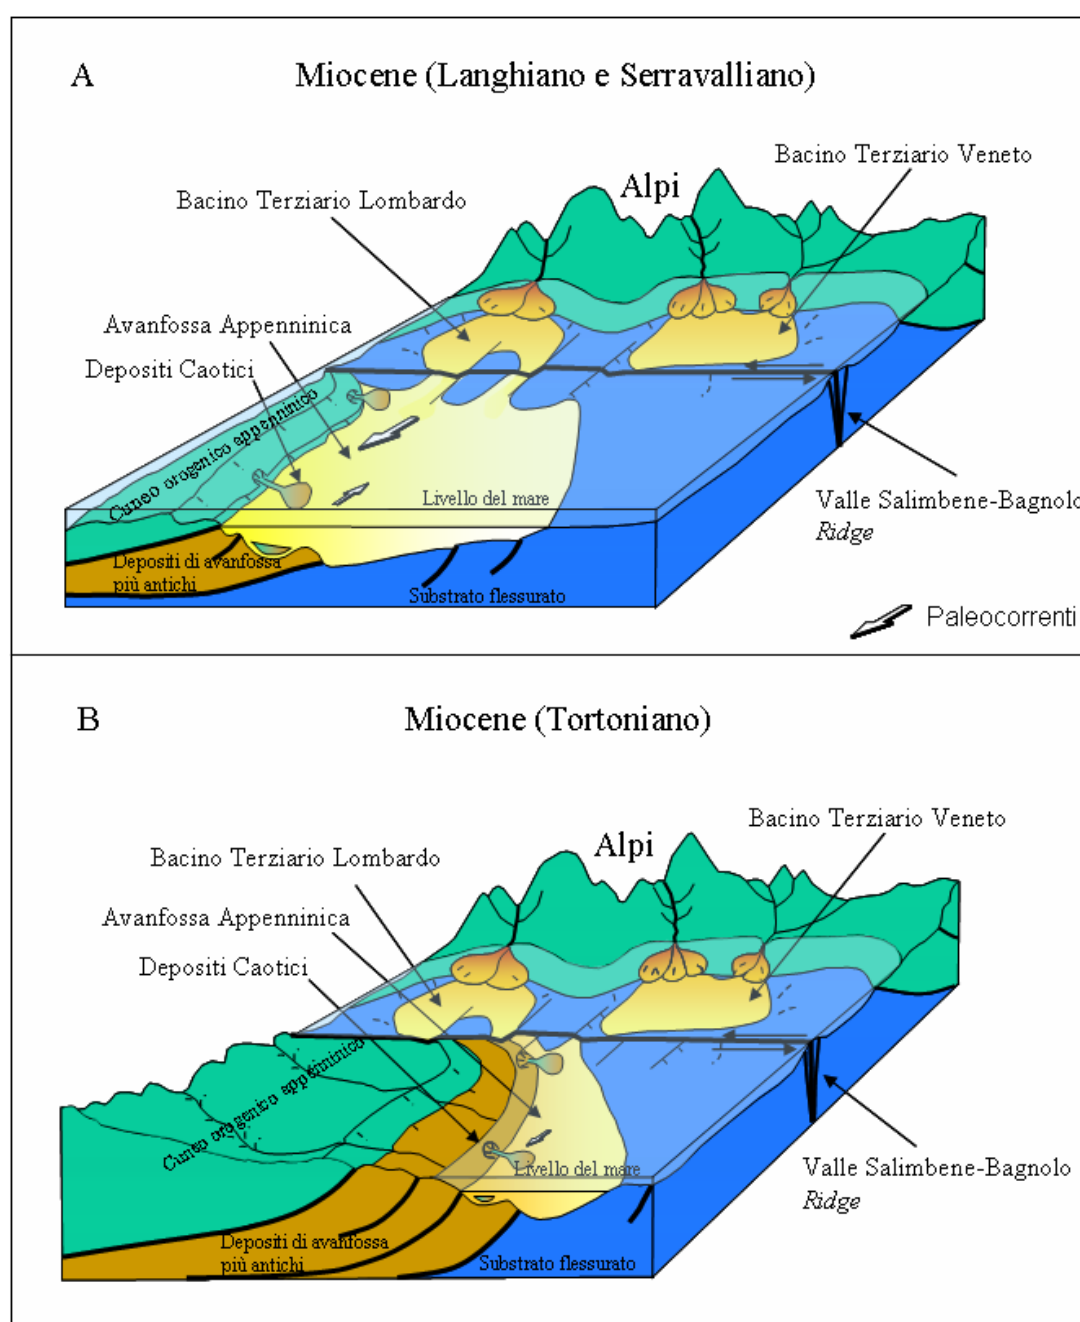 A
Miocene (Langhiano e Serravalliano)
Bacino Terziario Veneto
Alpi
Bacino Terziario Lombardo
Avanfossa Appenninica
Depositi Caotici
Cuneo orogenico appenninico
Livello del mare
Valle Salimbene-Bagnolo
Ridge
Depositi di avanfossa
più antichi
Substrato flessurato
Paleocorrenti
B
Miocene (Tortoniano)
Bacino Terziario Veneto
Alpi
Bacino Terziario Lombardo
Avanfossa Appenninica
Depositi Caotici
Cuneo orogenico appenninico
Livello del mare
Valle Salimbene-Bagnolo
Ridge
Depositi di avanfossa
più antichi
Substrato flessurato